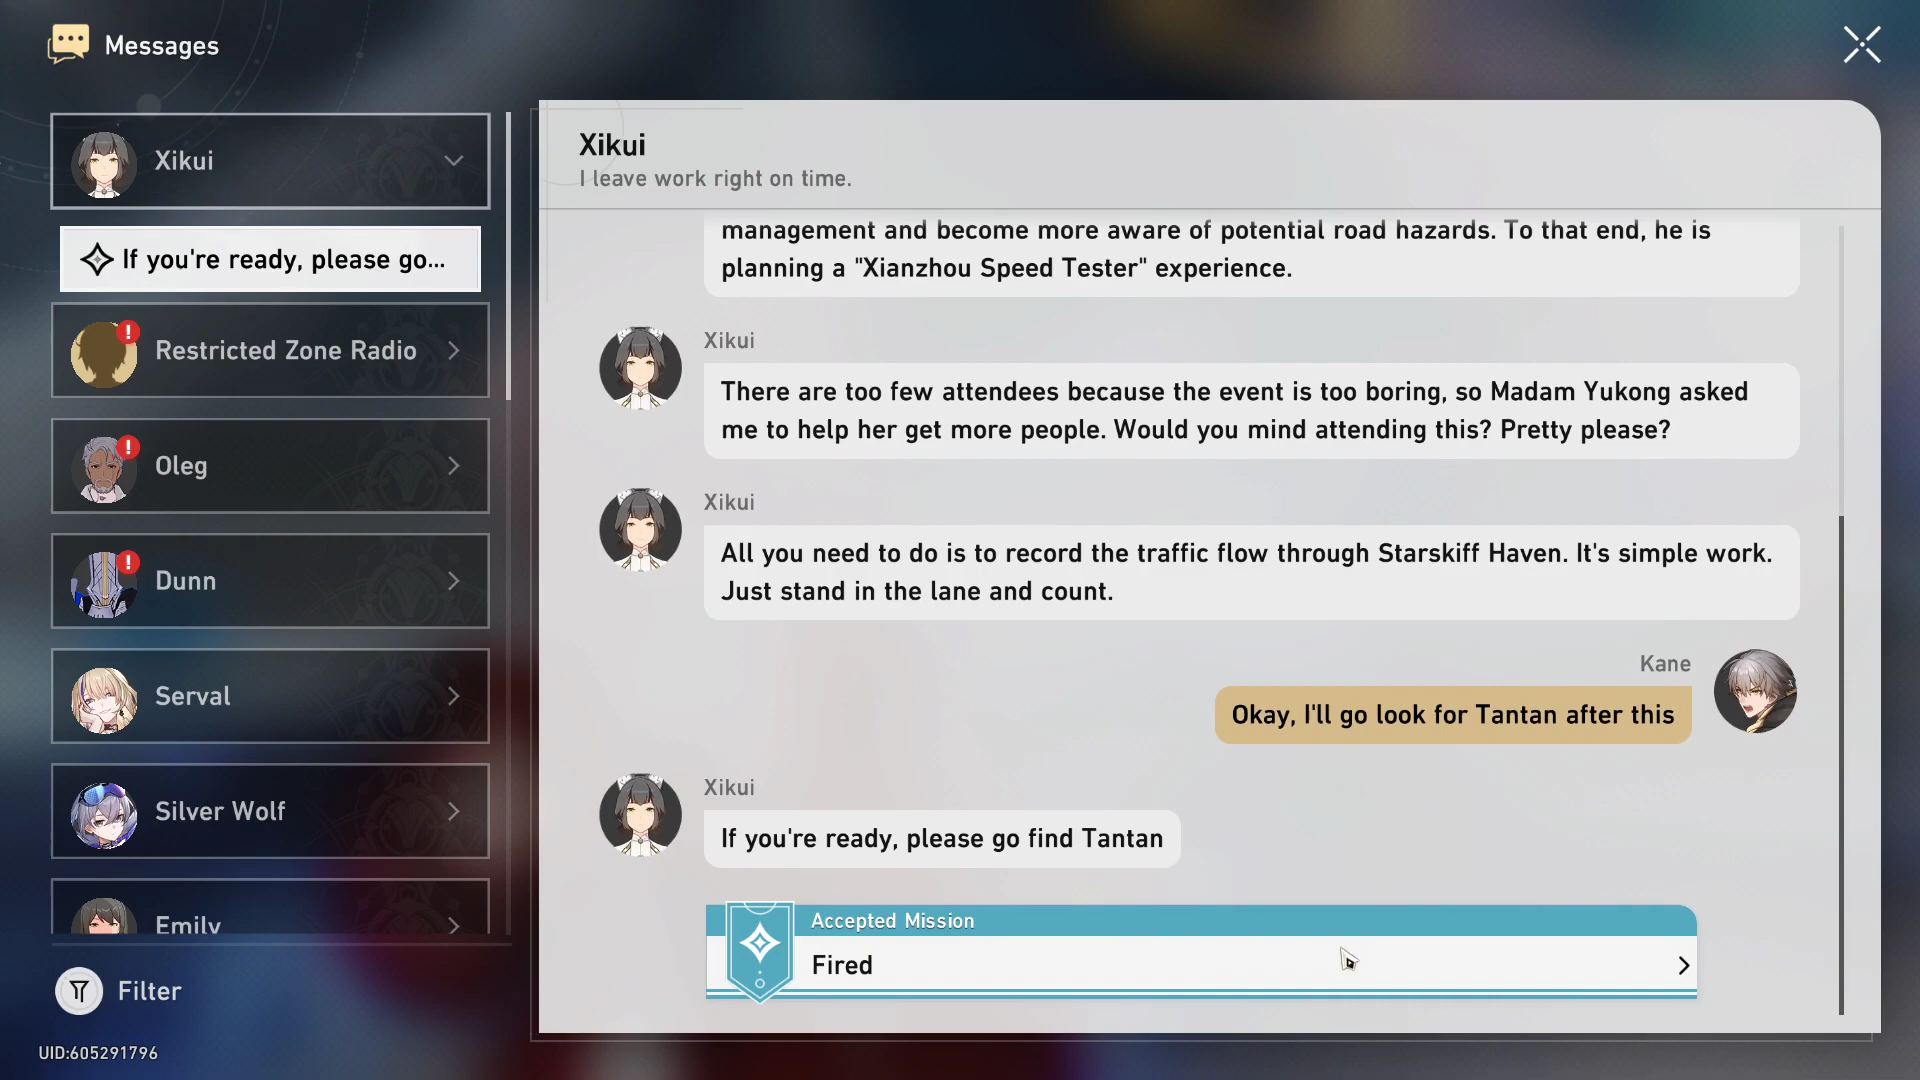 Messages
Xikui
If you're ready, please go...
Restricted Zone Radio
Oleg
Dunn
Serval
Silver Wolf
Emily
Filter
UID:605291796
Xikui
I leave work right on time.
management and become more aware of potential road hazards. To that end, he is
planning a "Xianzhou Speed Tester" experience.
Xikui
There are too few attendees because the event is too boring, so Madam Yukong asked
me to help her get more people. Would you mind attending this? Pretty please?
Xikui
All you need to do is to record the traffic flow through Starskiff Haven. It's simple work.
Just stand in the lane and count.
Kane
Okay, I'll go look for Tantan after this
Xikui
If you're ready, please go find Tantan
Accepted Mission
Fired